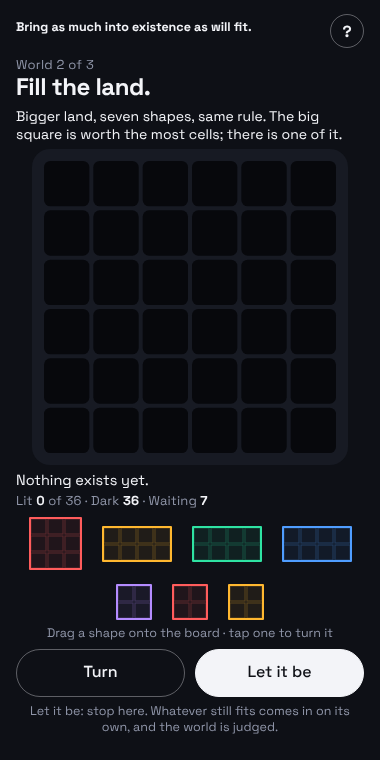 Bring as much into existence as will fit.
?
World 2 of 3
Fill the land.
Bigger land, seven shapes, same rule. The big
square is worth the most cells; there is one of it.
Nothing exists yet.
Lit 0 of 36 · Dark 36 · Waiting 7
Drag a shape onto the board · tap one to turn it
Turn
Let it be
Let it be: stop here. Whatever still fits comes in on its
own, and the world is judged.